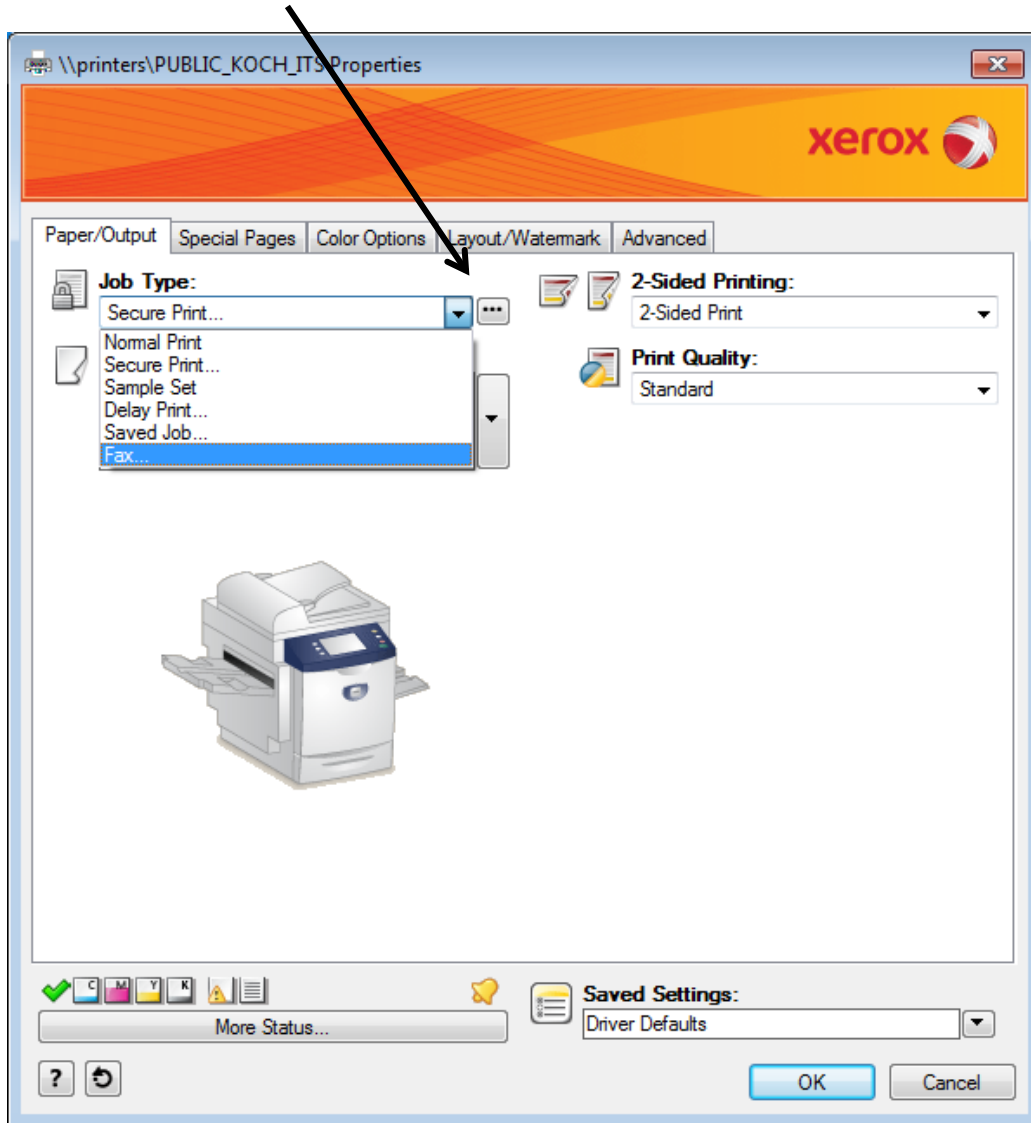 \\printers\PUBLIC_KOCH_ITS Properties
xerox
Paper/Output Special Pages Color Options Layout/Watermark Advanced
Job Type:
Secure Print...
Normal Print
Secure Print...
Sample Set
Delay Print...
Saved Job...
Fax...
2-Sided Printing:
2-Sided Print
Print Quality:
Standard
C M Y K
More Status...
Saved Settings:
Driver Defaults
?
OK Cancel